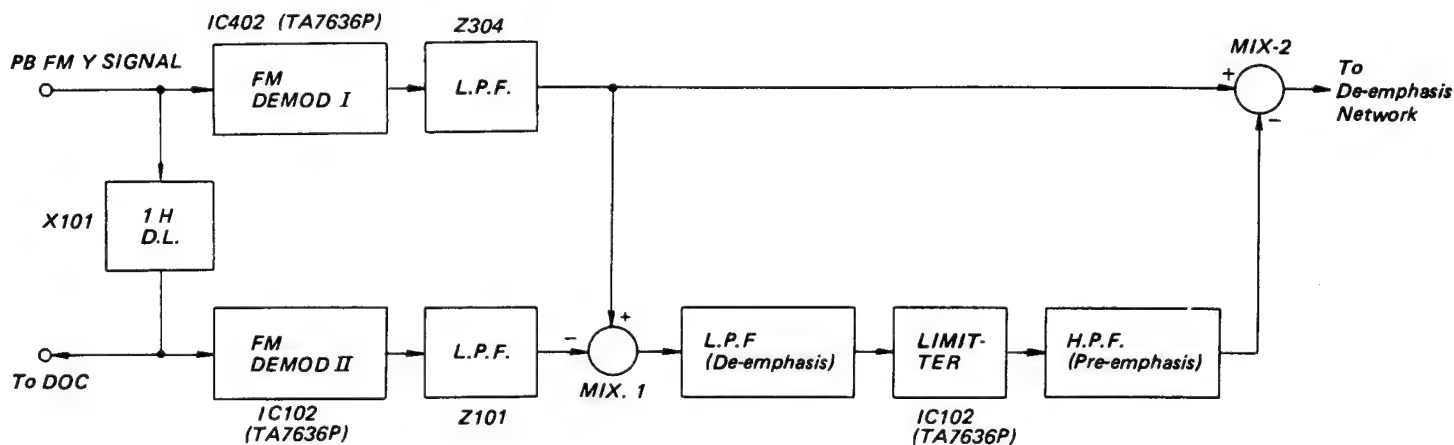 IC402 (TA7636P)
Z304
MIX-2
PB FM Y SIGNAL
FM
DEMOD I
L.P.F.
+
To
De-emphasis
Network
-
X101
1 H
D.L.
+
-
FM
DEMOD II
L.P.F.
L.P.F
(De-emphasis)
LIMIT-
TER
H.P.F.
(Pre-emphasis)
To DOC
IC102
(TA7636P)
Z101
MIX. 1
IC102
(TA7636P)